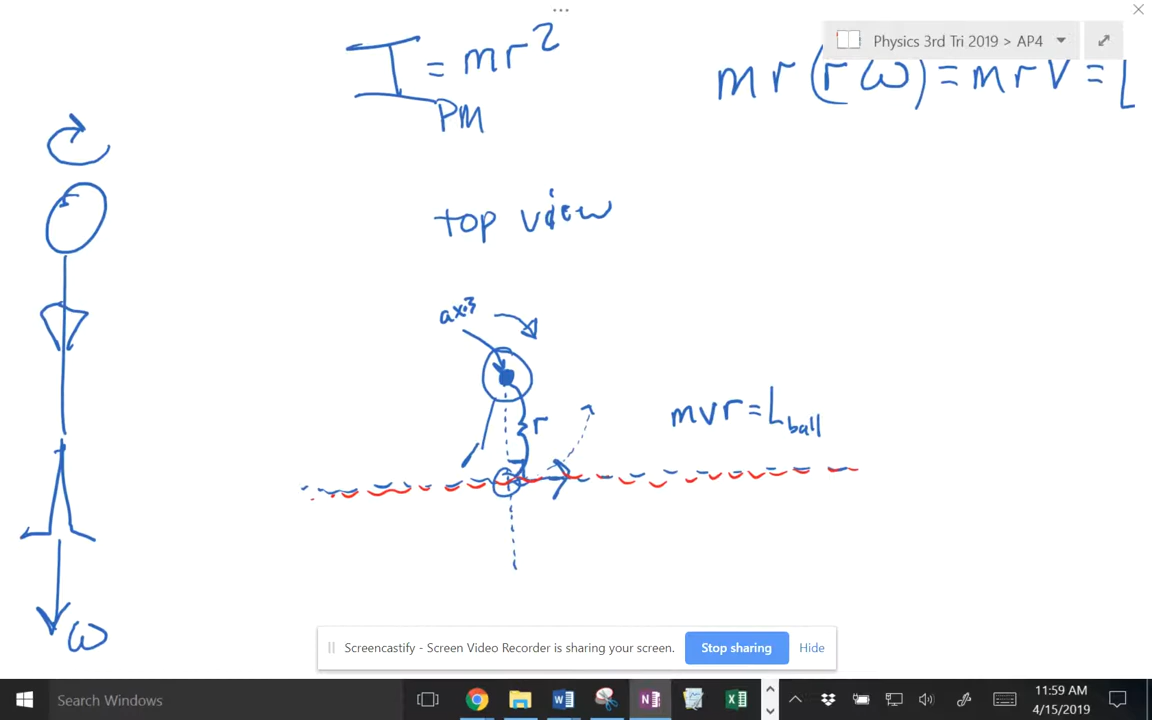 Physics 3rd Tri 2019 > AP4
I = mr²
PM
mr(rω) = mrv = L
top view
axis
r
mvr = L ball
ω
Screencastify - Screen Video Recorder is sharing your screen.
Stop sharing
Hide
Search Windows
11:59 AM
4/15/2019